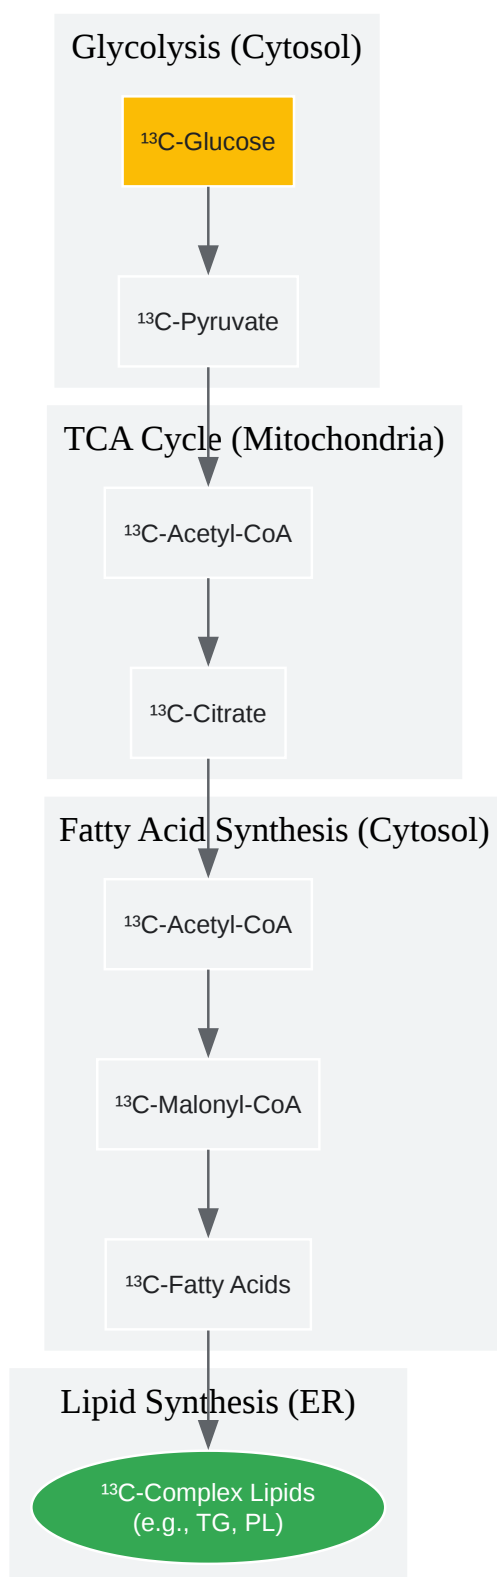 Glycolysis (Cytosol)
¹³C-Glucose
¹³C-Pyruvate
TCA Cycle (Mitochondria)
¹³C-Acetyl-CoA
¹³C-Citrate
Fatty Acid Synthesis (Cytosol)
¹³C-Acetyl-CoA
¹³C-Malonyl-CoA
¹³C-Fatty Acids
Lipid Synthesis (ER)
¹³C-Complex Lipids
(e.g., TG, PL)